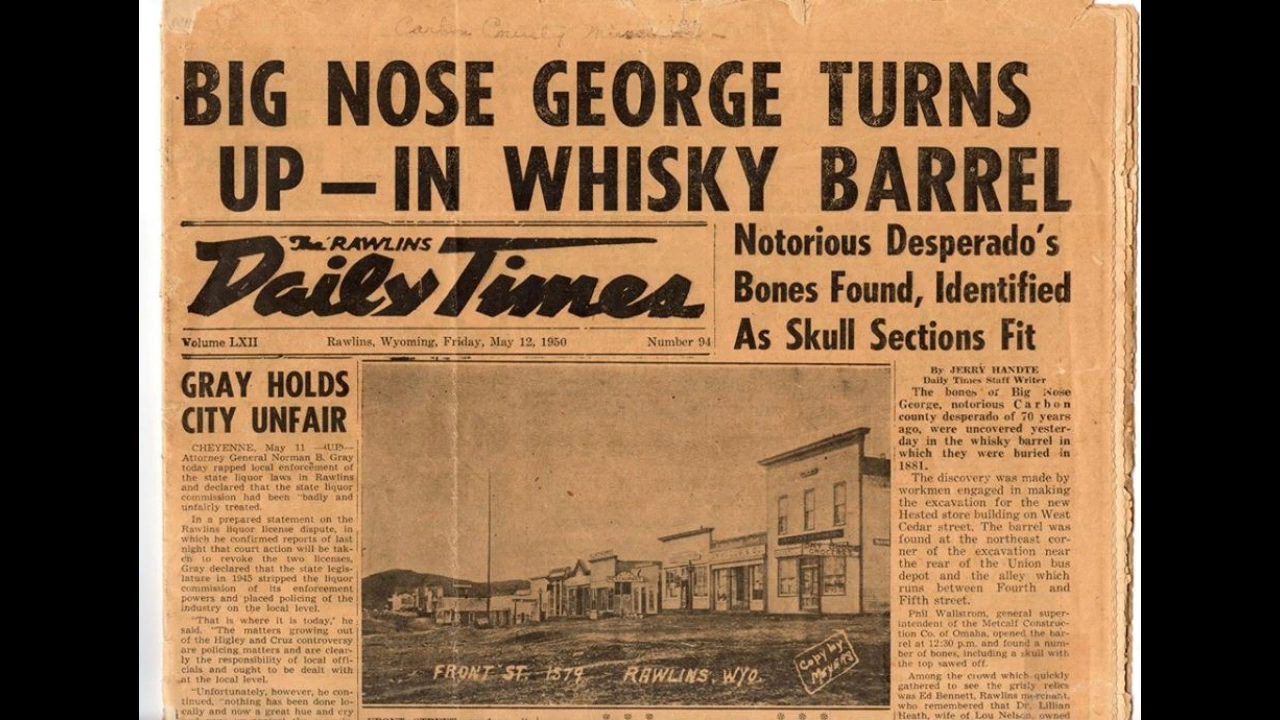 Carbon County Museum
BIG NOSE GEORGE TURNS
UP — IN WHISKY BARREL
The RAWLINS
Daily Times
Volume LXII
Rawlins, Wyoming, Friday, May 12, 1950
Number 94
Notorious Desperado's
Bones Found, Identified
As Skull Sections Fit
GRAY HOLDS
CITY UNFAIR
CHEYENNE, May 11 —(UP)—
Attorney General Norman B. Gray
today rapped local enforcement of
the state liquor laws in Rawlins
and declared that the state liquor
commission had been "badly and
unfairly treated.
In a prepared statement on the
Rawlins liquor license dispute, in
which he confirmed reports of last
night that court action will be tak-
en to revoke the two licenses,
Gray declared that the state legis-
lature in 1945 stripped the liquor
commission of its enforcement
powers and placed policing of the
industry on the local level.
"That is where it is today," he
said. "The matters growing out
of the Higley and Cruz controversy
are policing matters and are clear-
ly the responsibility of local offi-
cials and ought to be dealt with
at the local level.
"Unfortunately, however, he con-
tinued, "nothing has been done lo-
cally and now a great hue and cry
FRONT ST. 1879 RAWLINS, WYO.
Copy by
Meyers
By JERRY HANDTE
Daily Times Staff Writer
The bones of Big Nose
George, notorious Carbon
county desperado of 70 years
ago, were uncovered yester-
day in the whisky barrel in
which they were buried in
1881.
The discovery was made by
workmen engaged in making
the excavation for the new
Hested store building on West
Cedar street. The barrel was
found at the northeast cor-
ner of the excavation near
the rear of the Union bus
depot and the alley which
runs between Fourth and
Fifth street.
Phil Wallstrom, general super-
intendent of the Metcalf Construc-
tion Co. of Omaha, opened the bar-
rel at 12:30 p.m. and found a num-
ber of bones, including a skull with
the top sawed off.
Among the crowd which quickly
gathered to see the grisly relics
was Ed Bennett, Rawlins merchant,
who remembered that Dr. Lillian
Heath, wife of Lou Nelson, owned